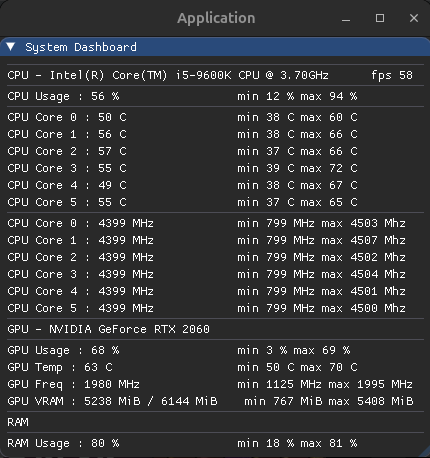 Application
System Dashboard
CPU - Intel(R) Core(TM) i5-9600K CPU @ 3.70GHz fps 58
CPU Usage : 56 % min 12 % max 94 %
CPU Core 0 : 50 C min 38 C max 60 C
CPU Core 1 : 56 C min 38 C max 66 C
CPU Core 2 : 57 C min 37 C max 66 C
CPU Core 3 : 55 C min 39 C max 72 C
CPU Core 4 : 49 C min 38 C max 67 C
CPU Core 5 : 55 C min 37 C max 65 C
CPU Core 0 : 4399 MHz min 799 MHz max 4503 Mhz
CPU Core 1 : 4399 MHz min 799 MHz max 4507 Mhz
CPU Core 2 : 4399 MHz min 799 MHz max 4502 Mhz
CPU Core 3 : 4399 MHz min 799 MHz max 4504 Mhz
CPU Core 4 : 4399 MHz min 799 MHz max 4501 Mhz
CPU Core 5 : 4399 MHz min 799 MHz max 4500 Mhz
GPU - NVIDIA GeForce RTX 2060
GPU Usage : 68 % min 3 % max 69 %
GPU Temp : 63 C min 50 C max 70 C
GPU Freq : 1980 MHz min 1125 MHz max 1995 MHz
GPU VRAM : 5238 MiB / 6144 MiB min 767 MiB max 5408 MiB
RAM
RAM Usage : 80 % min 18 % max 81 %